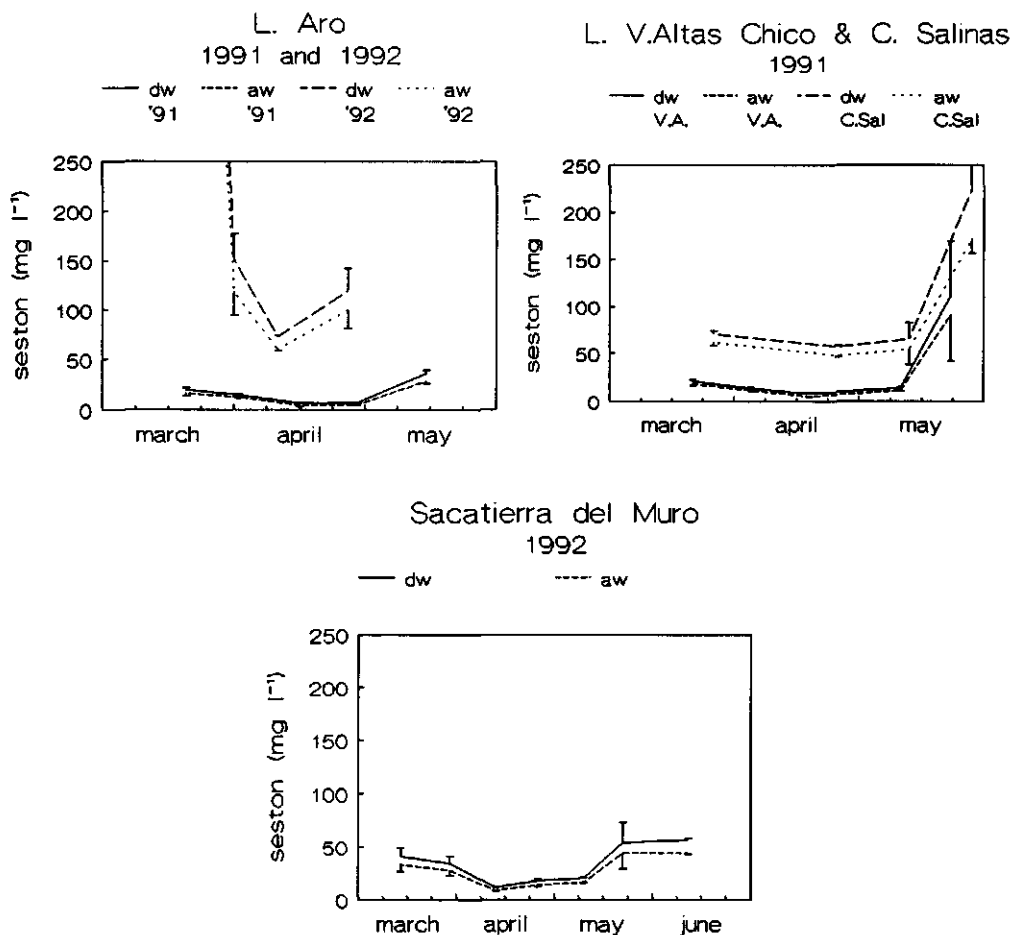 L. Aro
1991 and 1992
dw '91 aw '91 dw '92 aw '92
seston (mg l⁻¹)
250
200
150
100
50
0
march april may
L. V.Altas Chico & C. Salinas
1991
dw V.A. aw V.A. dw C.Sal aw C.Sal
seston (mg l⁻¹)
250
200
150
100
50
0
march april may
Sacatierra del Muro
1992
dw aw
seston (mg l⁻¹)
250
200
150
100
50
0
march april may june